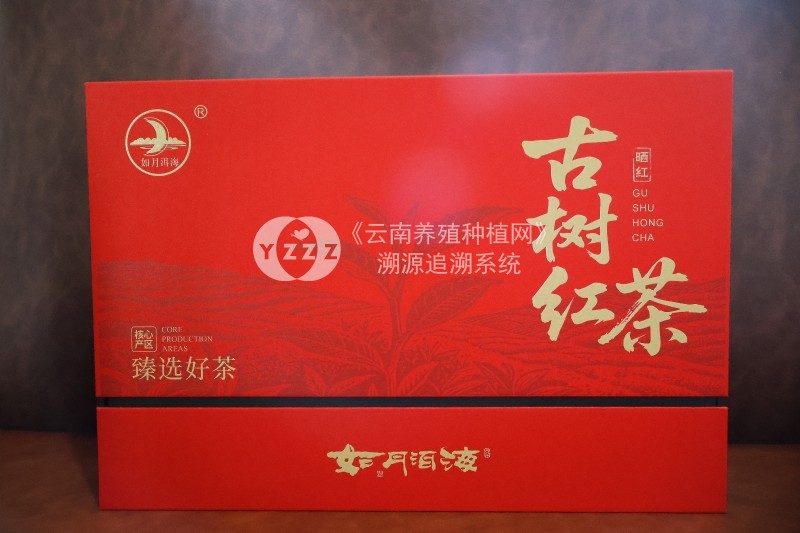 如月洱海
®
古树红茶
晒红
GU
SHU
HONG
CHA
YZZZ
《云南养殖种植网》
溯源追溯系统
核心
产区
CORE
PRODUCTION
AREAS
臻选好茶
如月洱海